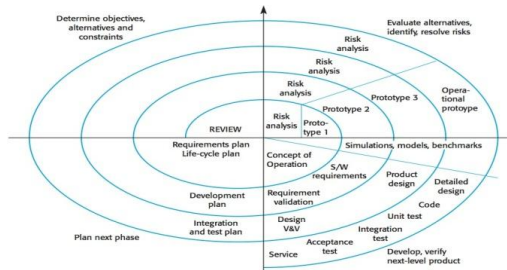 Determine objectives,
alternatives and
constraints
Evaluate alternatives,
identify, resolve risks
Risk
analysis
Risk
analysis
Risk
analysis
Risk
analysis
Proto-
type 1
Prototype 2
Prototype 3
Opera-
tional
protoype
REVIEW
Requirements plan
Life-cycle plan
Concept of
Operation
Simulations, models, benchmarks
S/W
requirements
Product
design
Detailed
design
Development
plan
Requirement
validation
Code
Unit test
Integration
and test plan
Design
V&V
Integration
test
Plan next phase
Acceptance
test
Service
Develop, verify
next-level product